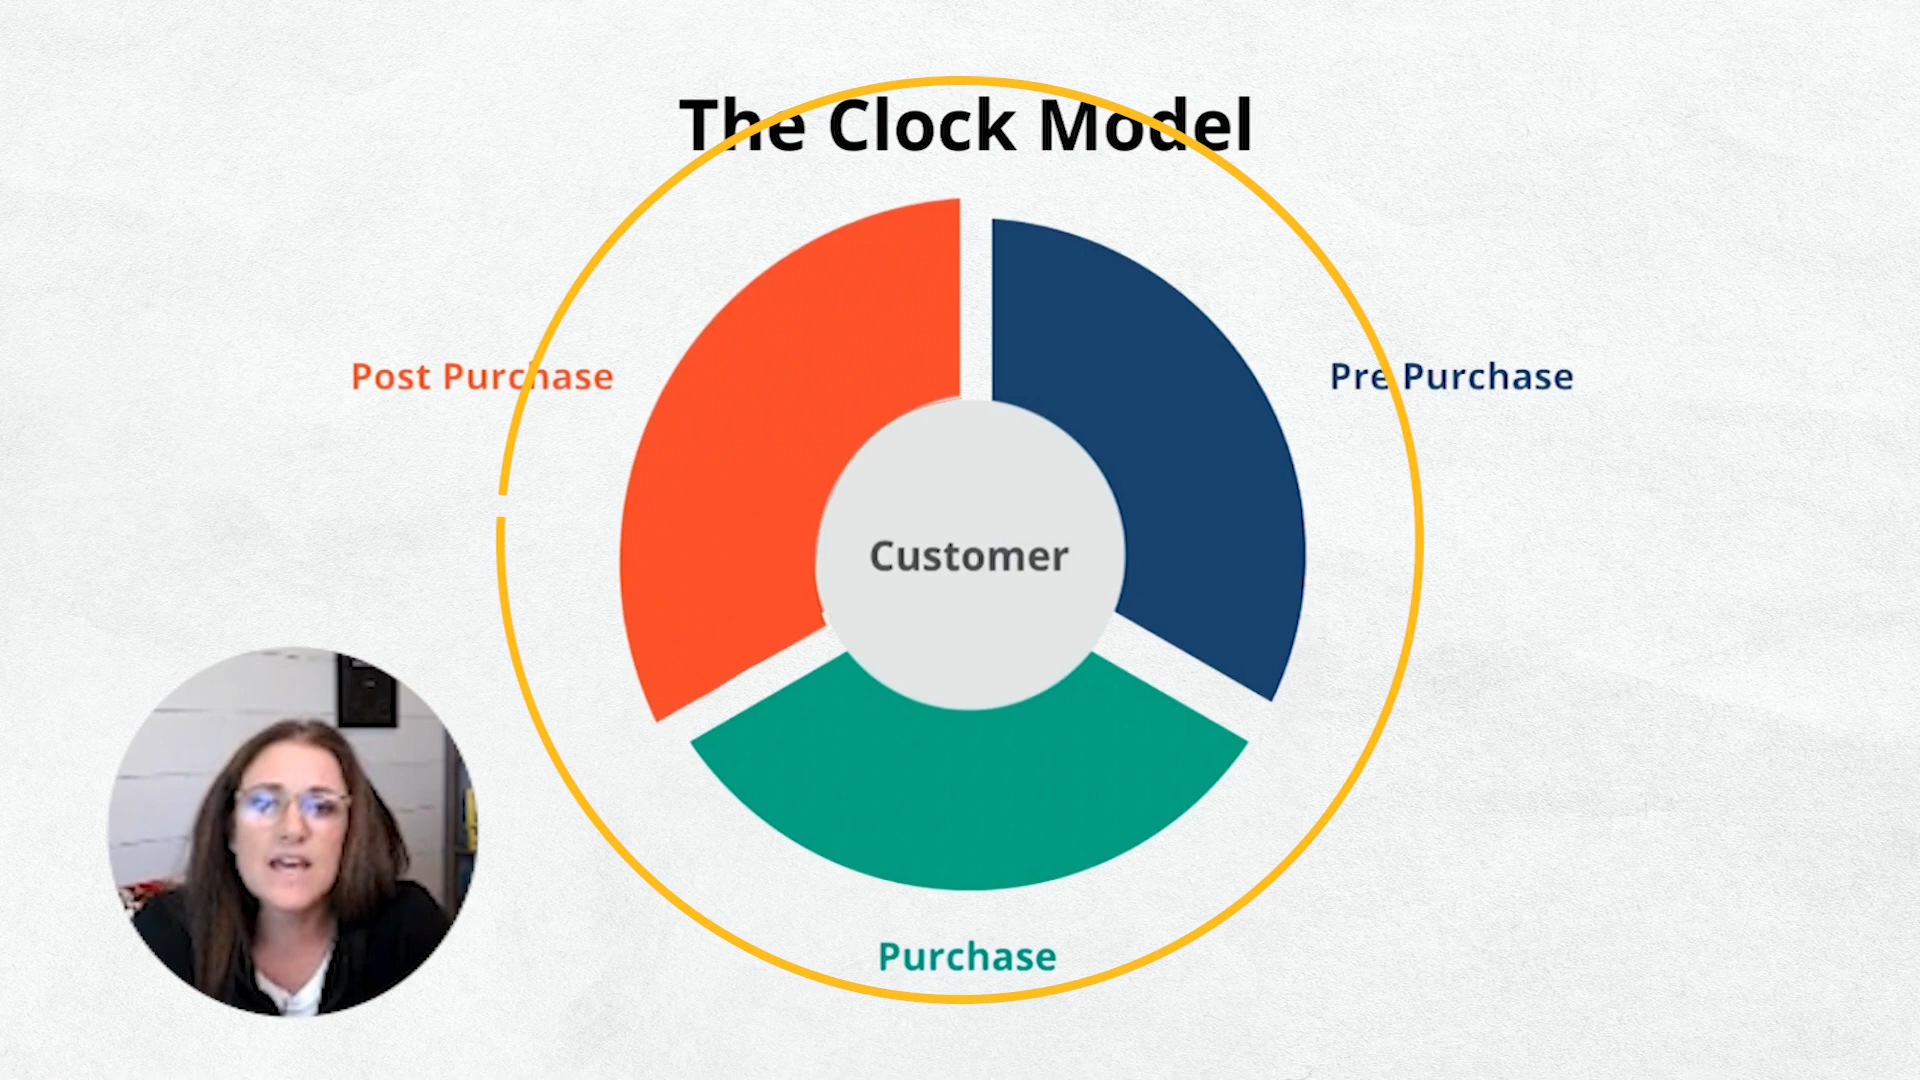 The Clock Model
Post Purchase
Pre Purchase
Customer
Purchase